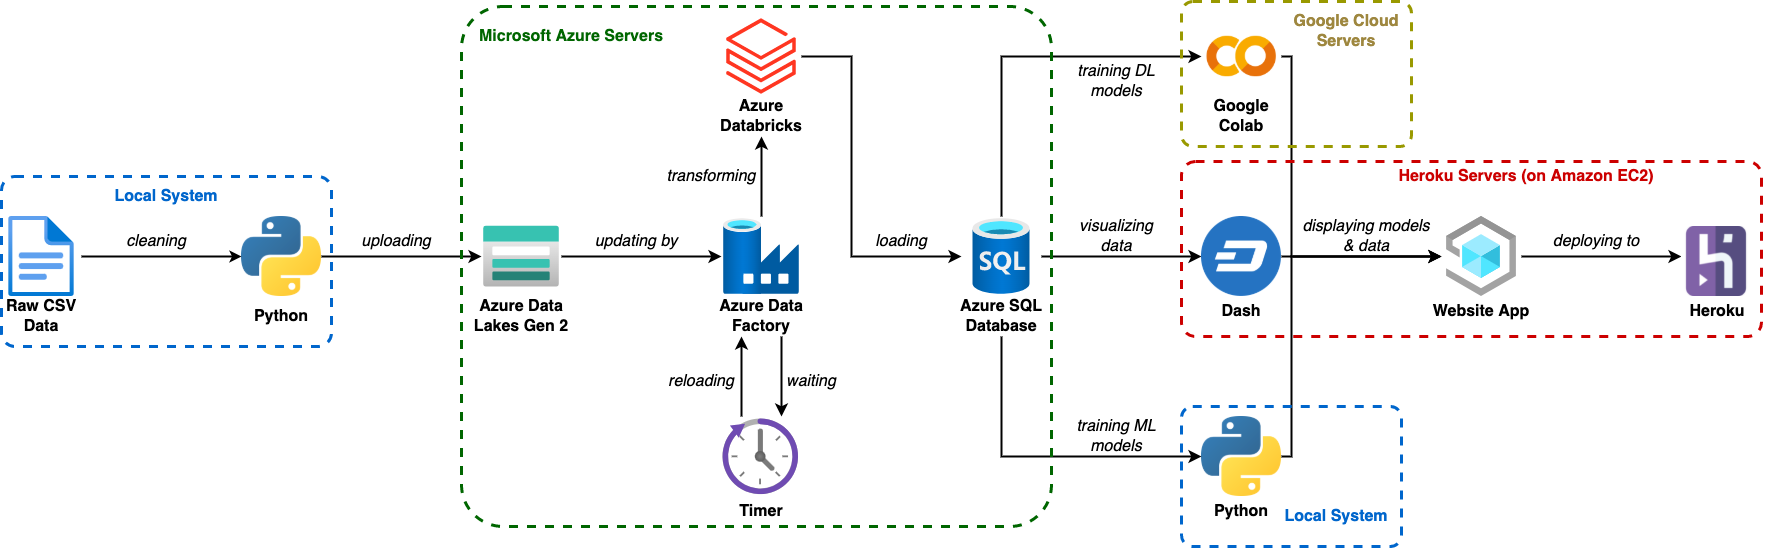 Local System
Raw CSV
Data
cleaning
Python
uploading
Microsoft Azure Servers
Azure Data
Lakes Gen 2
updating by
Azure Data
Factory
transforming
Azure
Databricks
reloading
waiting
Timer
loading
SQL
Azure SQL
Database
training DL
models
Google Cloud
Servers
Google
Colab
visualizing
data
Heroku Servers (on Amazon EC2)
Dash
displaying models
& data
Website App
deploying to
Heroku
training ML
models
Python
Local System